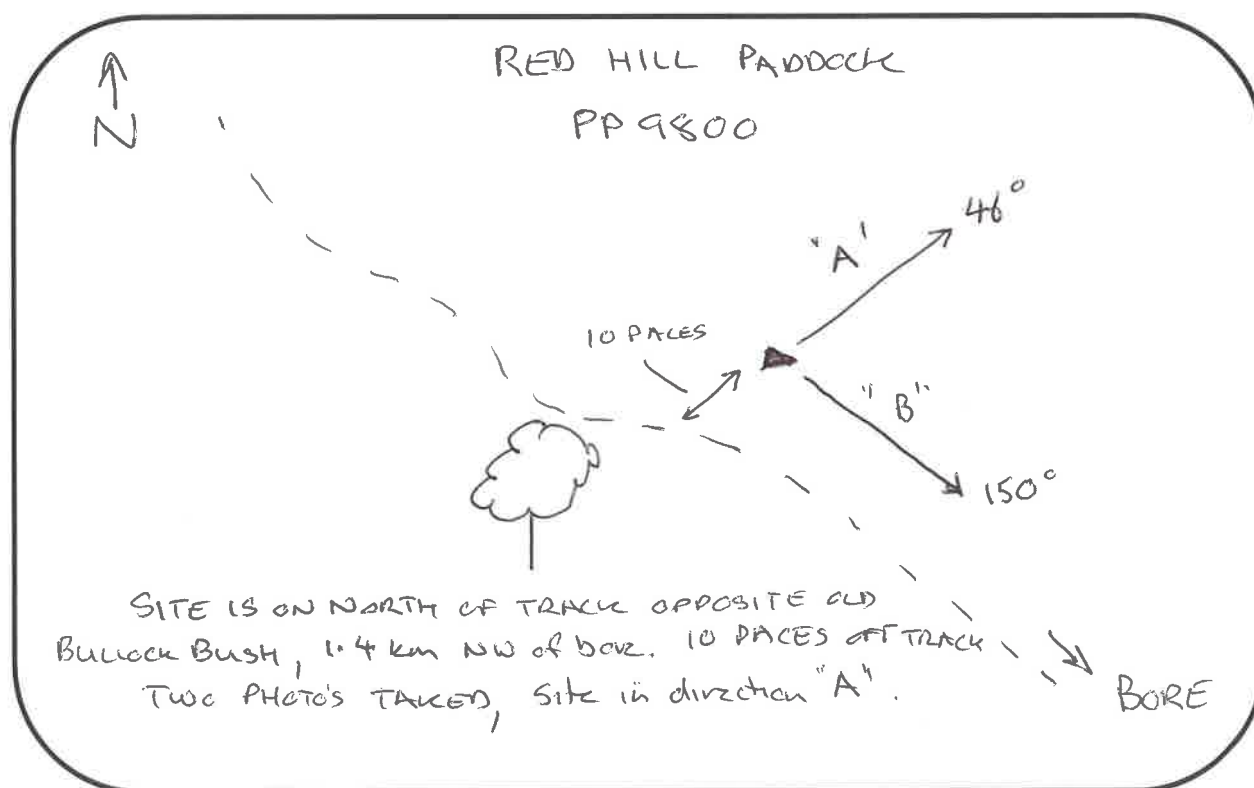 RED HILL PADDOCK
PP 9800
N
46°
"A"
10 PACES
"B"
150°
SITE IS ON NORTH OF TRACK OPPOSITE OLD
BULLOCK BUSH, 1.4 km NW of bore. 10 PACES OFF TRACK
TWO PHOTO'S TAKED, Site in direction "A".
BORE